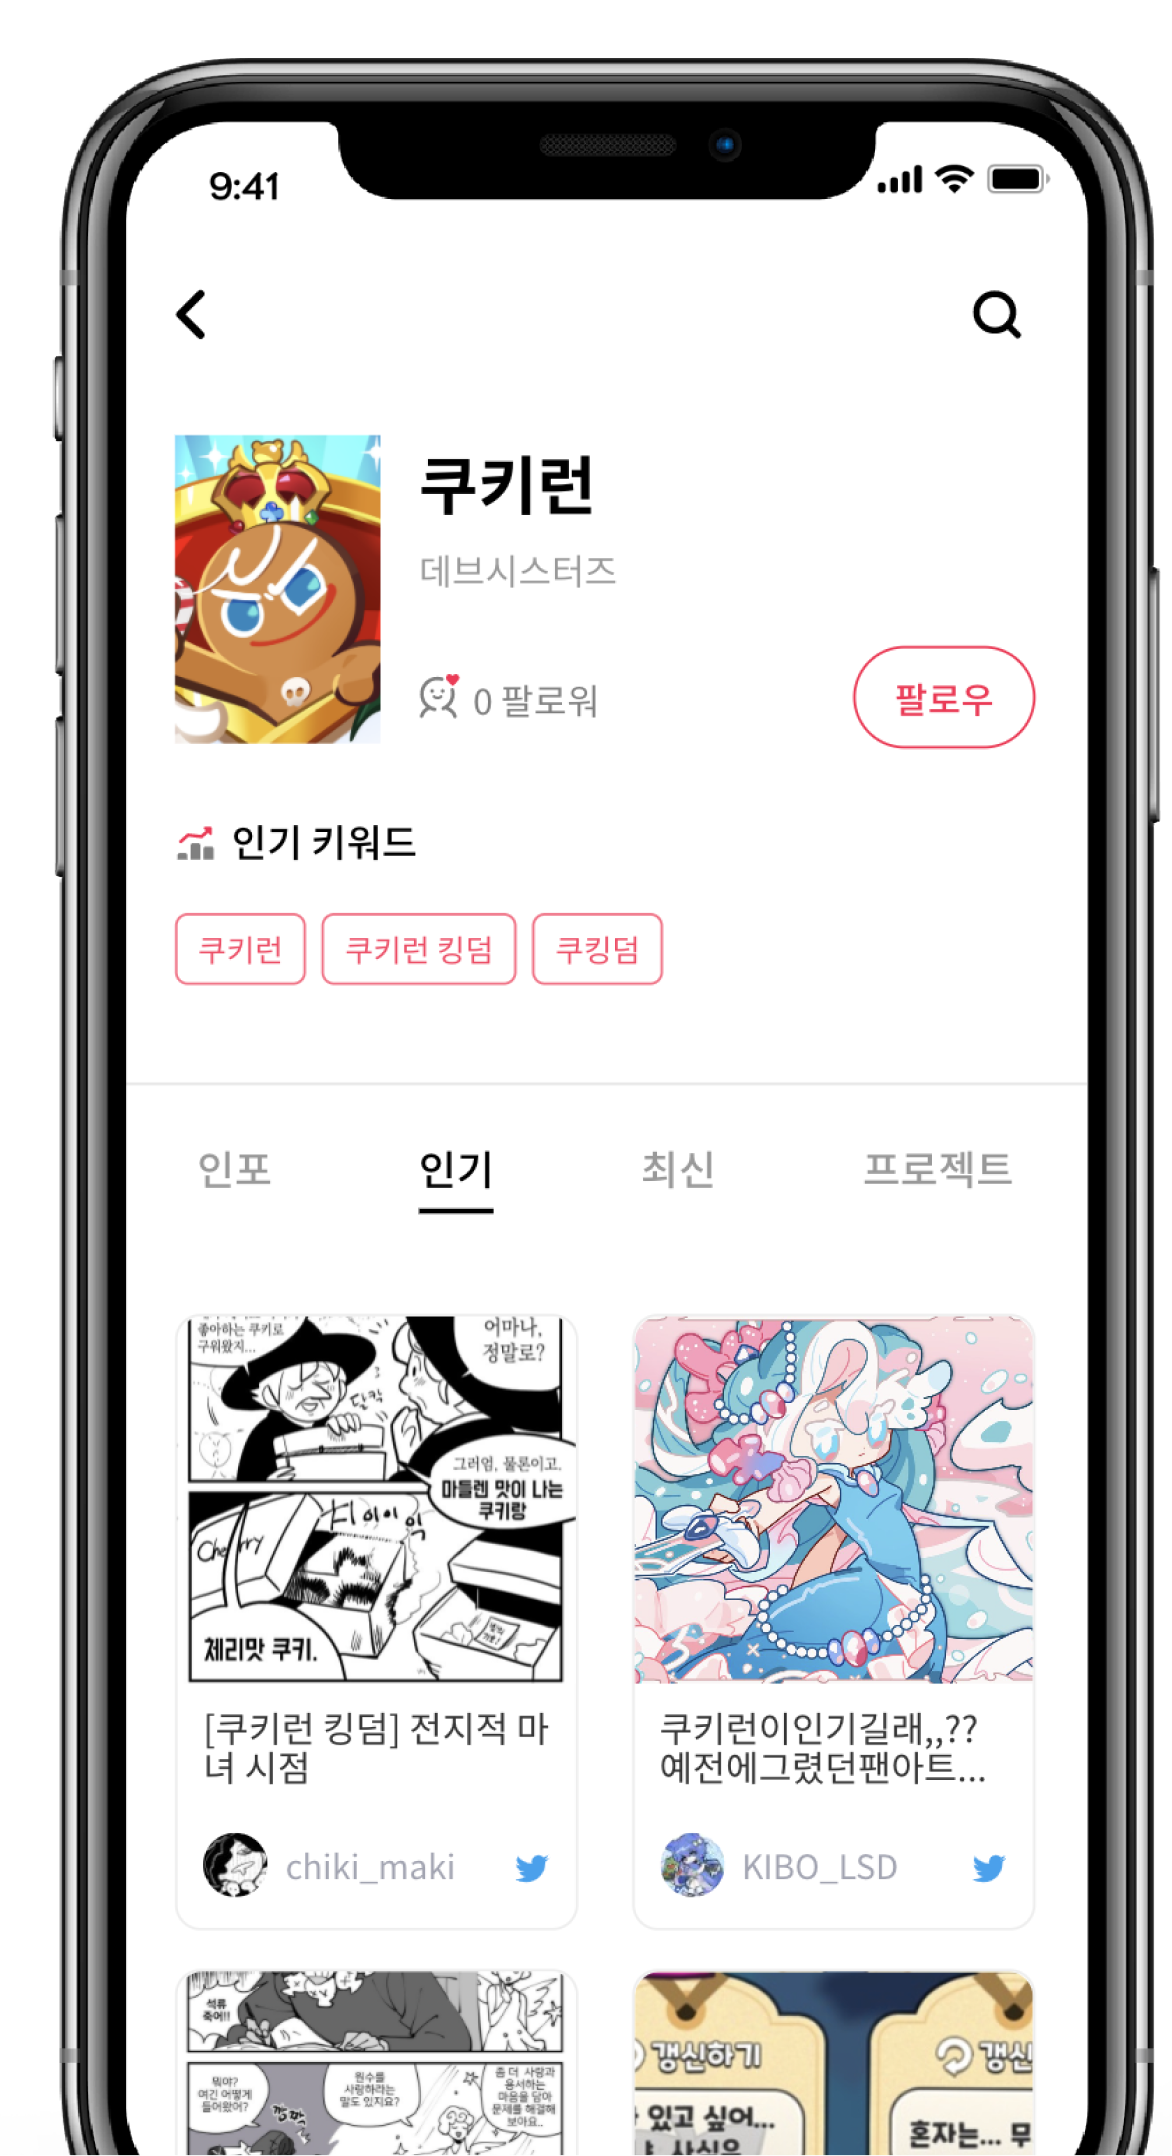 9:41
쿠키런
데브시스터즈
0 팔로워
팔로우
인기 키워드
쿠키런
쿠키런 킹덤
쿠킹덤
인포
인기
최신
프로젝트
좋아하는 쿠키로
구워왔지...
어마나,
정말로?
달칵
그러엄, 물론이고.
마들렌 맛이 나는
쿠키랑
Cherry
체리맛 쿠키.
[쿠키런 킹덤] 전지적 마
녀 시점
chiki_maki
쿠키런이인기길래,,??
예전에그렸던팬아트...
KIBO_LSD
석류
죽어!!
뭐야?
여긴 어떻게
들어왔어?
원수를
사랑하라는
말도 있지요?
좀 더 사랑과
용서하는
마음을 담아
문제를 해결해
보아요..
갱신하기
갱신
있고 싶어...
사실은
혼자는... 무